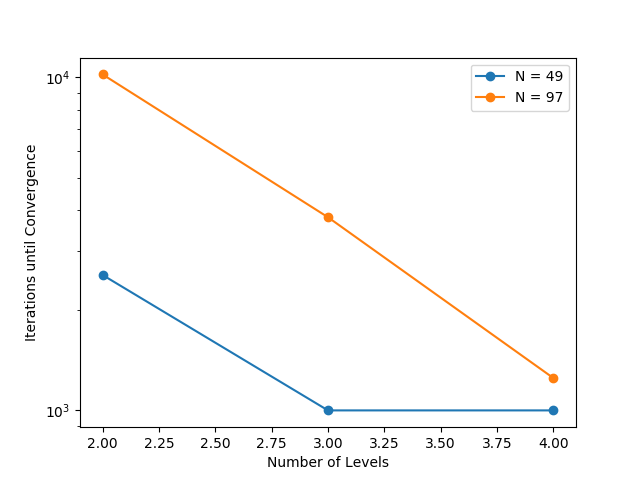 N = 49
N = 97
10⁴
10³
Iterations until Convergence
2.00 2.25 2.50 2.75 3.00 3.25 3.50 3.75 4.00
Number of Levels